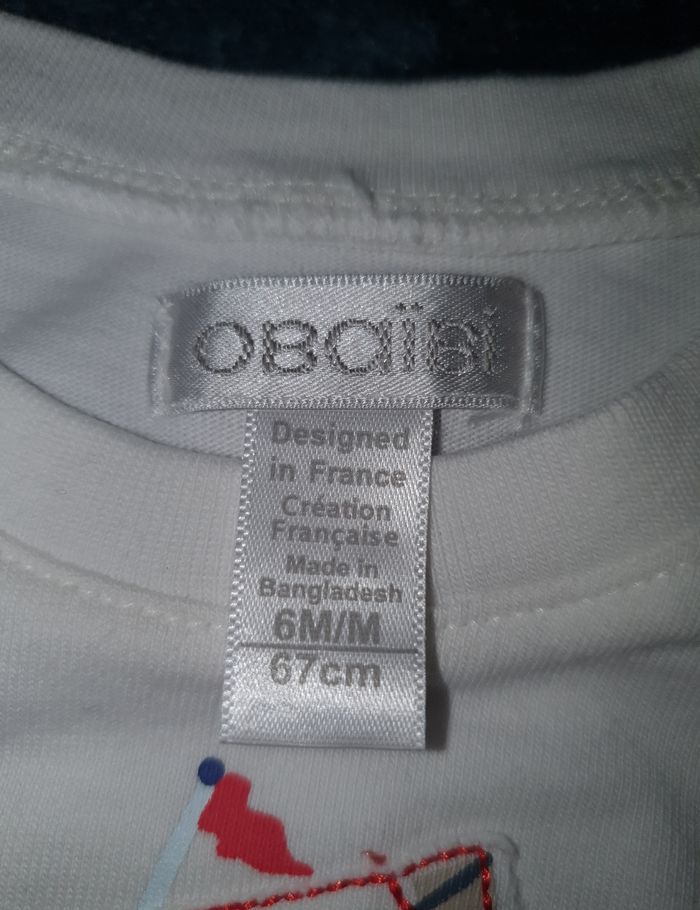 OBAÏBI
Designed
in France
Création
Française
Made in
Bangladesh
6M/M
67cm